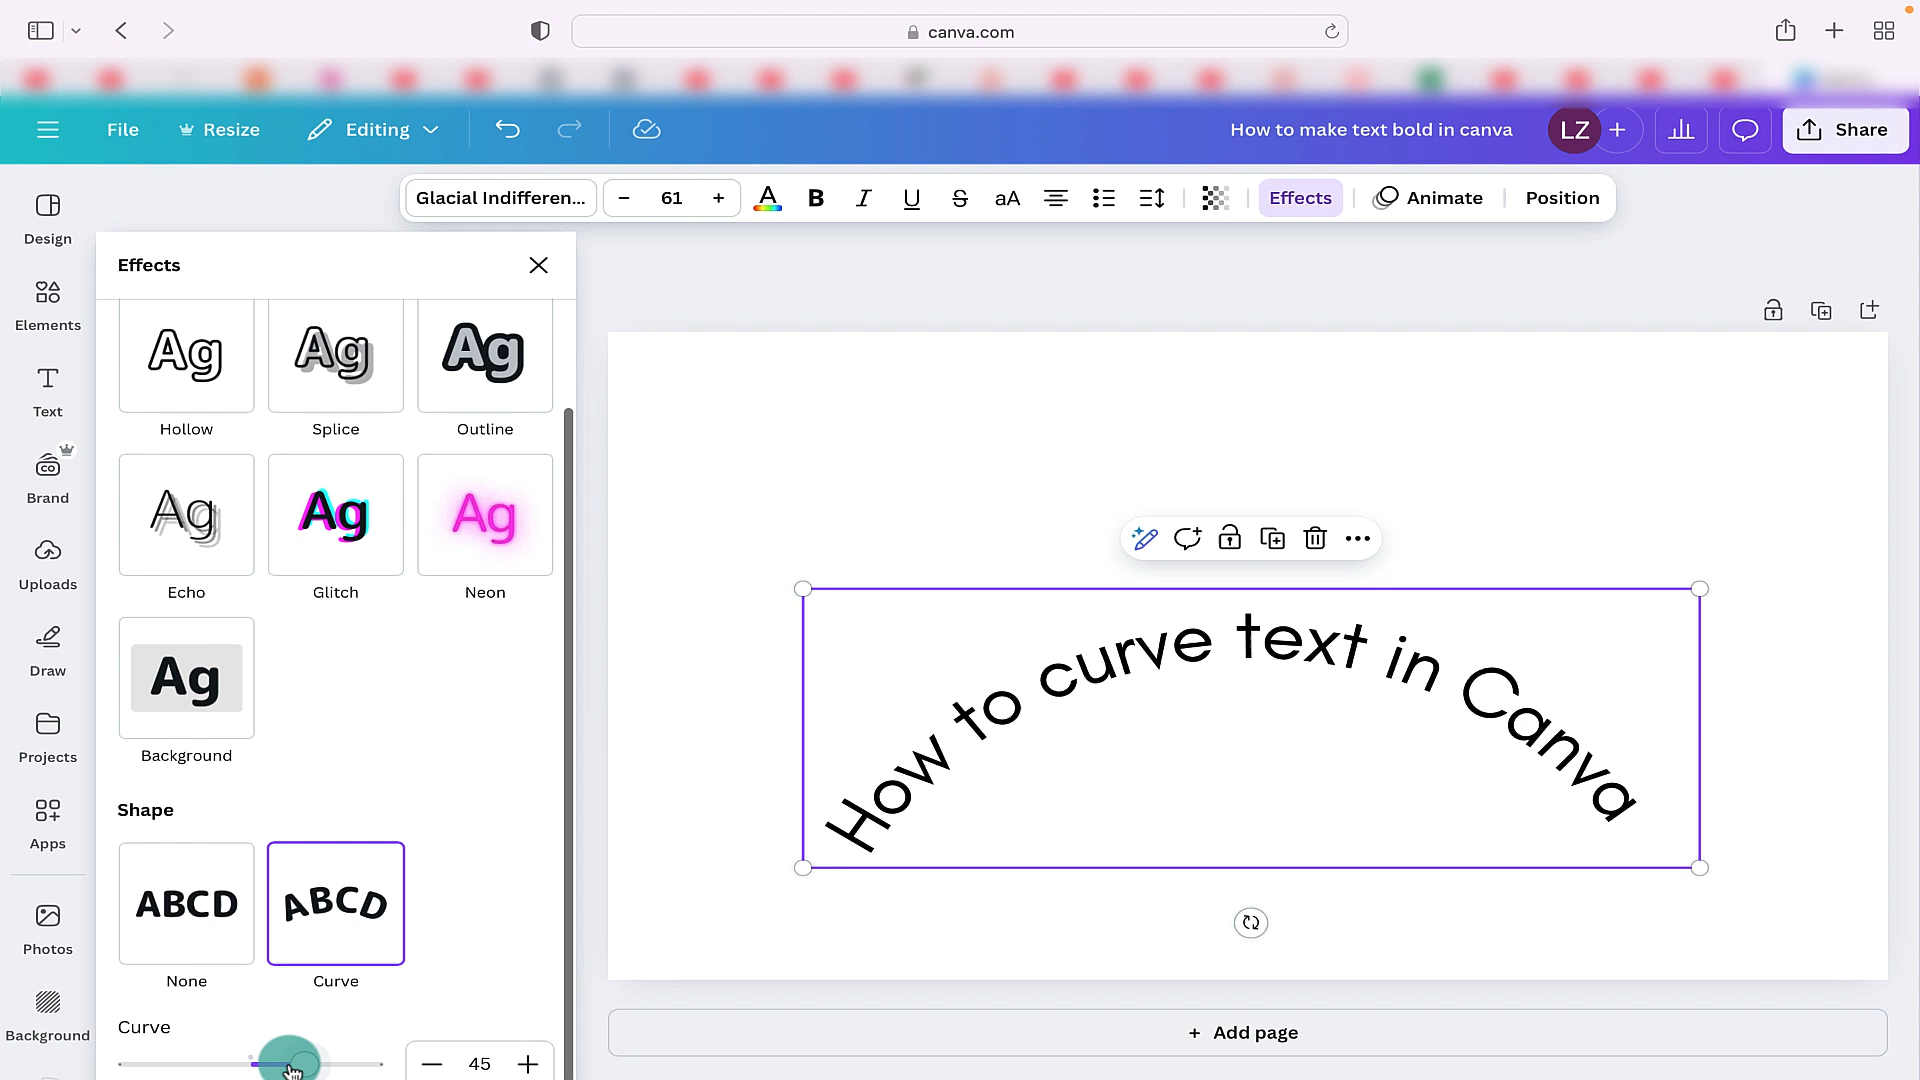 canva.com
File
Resize
Editing
How to make text bold in canva
LZ
Share
Glacial Indifferen...
61
A
B
I
U
S
aA
Effects
Animate
Position
Design
Elements
Text
Brand
Uploads
Draw
Projects
Apps
Photos
Background
Effects
Ag
Ag
Ag
Hollow
Splice
Outline
Ag
Ag
Ag
Echo
Glitch
Neon
Ag
Background
Shape
ABCD
ABCD
None
Curve
Curve
45
How to curve text in Canva
+ Add page